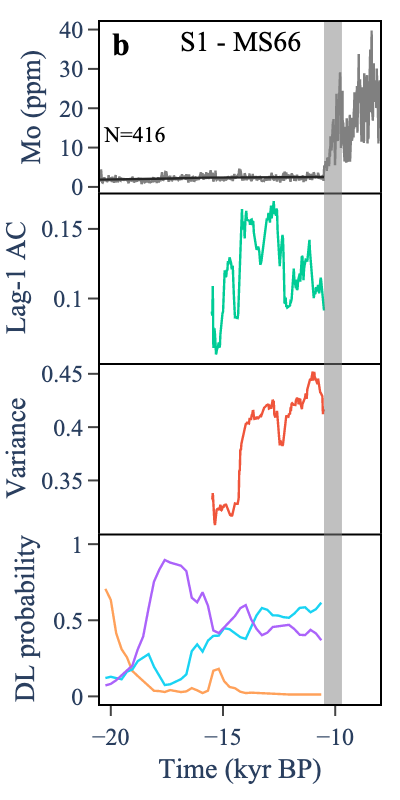 b S1 - MS66
Mo (ppm)
40
30
20
10
0
N=416
Lag-1 AC
0.15
0.1
Variance
0.45
0.4
0.35
DL probability
1
0.5
0
−20 −15 −10
Time (kyr BP)